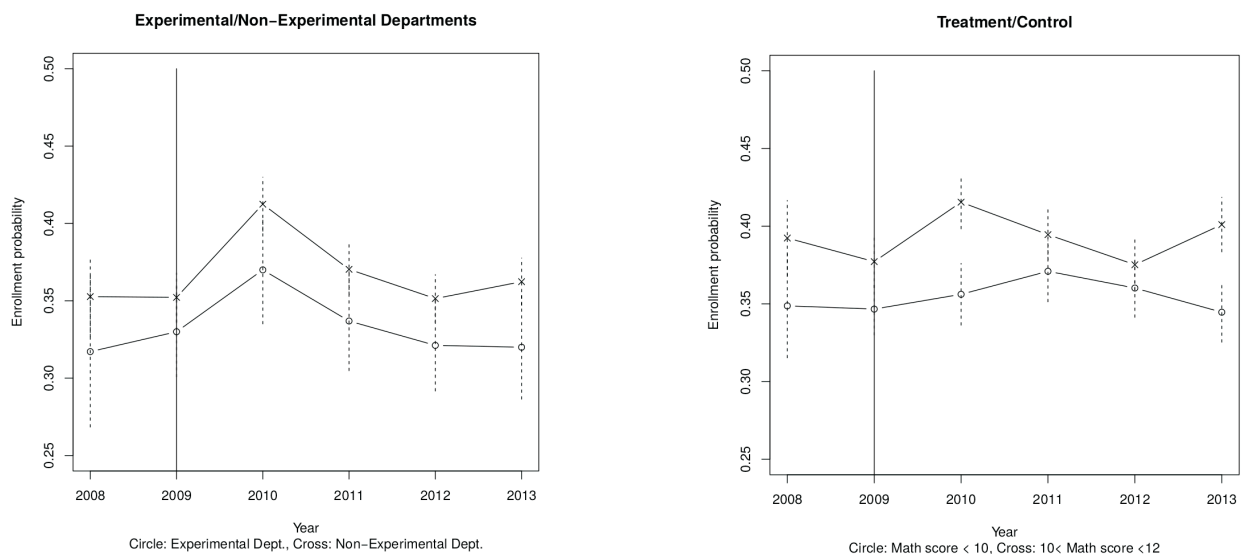 Experimental/Non−Experimental Departments
Enrollment probability
0.50
0.45
0.40
0.35
0.30
0.25
2008 2009 2010 2011 2012 2013
Year
Circle: Experimental Dept., Cross: Non−Experimental Dept.
Treatment/Control
Enrollment probability
0.50
0.45
0.40
0.35
0.30
0.25
2008 2009 2010 2011 2012 2013
Year
Circle: Math score < 10, Cross: 10< Math score <12